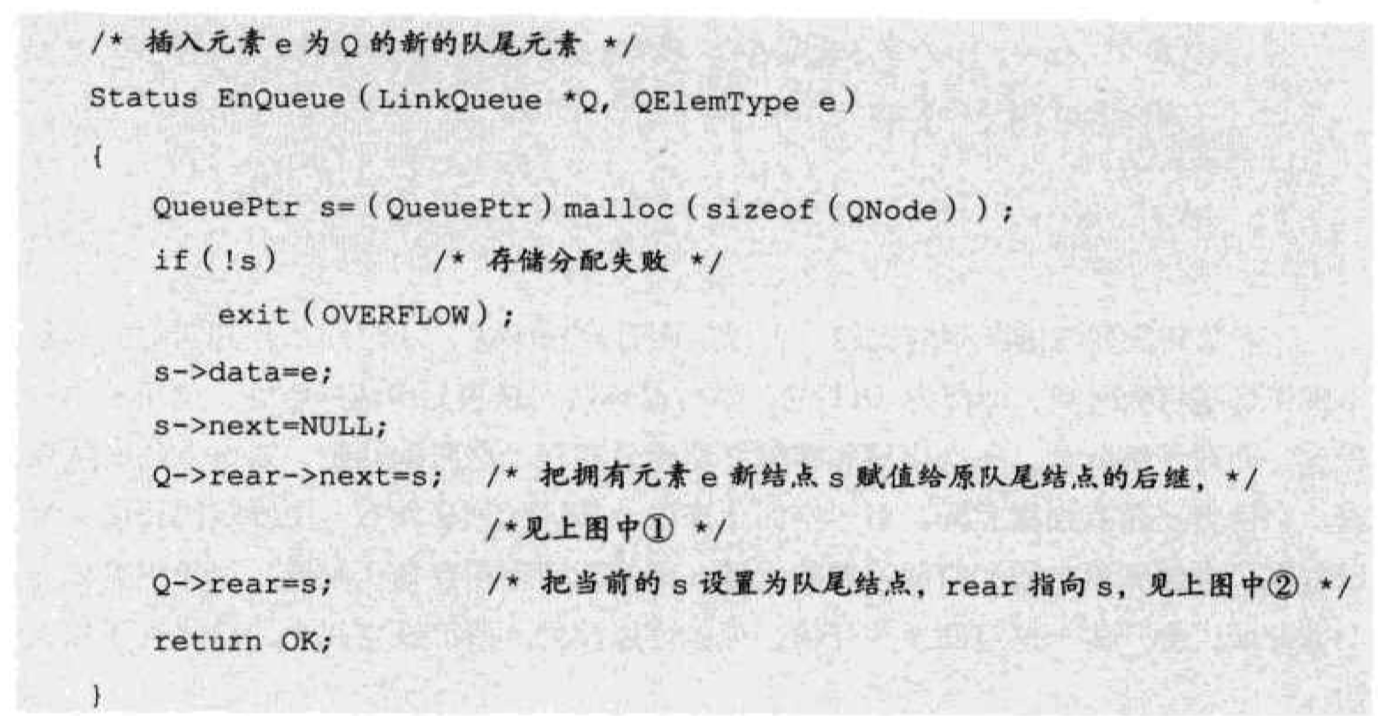 /* 插入元素 e 为 Q 的新的队尾元素 */
Status EnQueue(LinkQueue *Q, QElemType e)
{
QueuePtr s=(QueuePtr)malloc(sizeof(QNode));
if(!s) /* 存储分配失败 */
exit(OVERFLOW);
s->data=e;
s->next=NULL;
Q->rear->next=s; /* 把拥有元素 e 新结点 s 赋值给原队尾结点的后继, */
/*见上图中① */
Q->rear=s; /* 把当前的 s 设置为队尾结点, rear 指向 s, 见上图中② */
return OK;
}